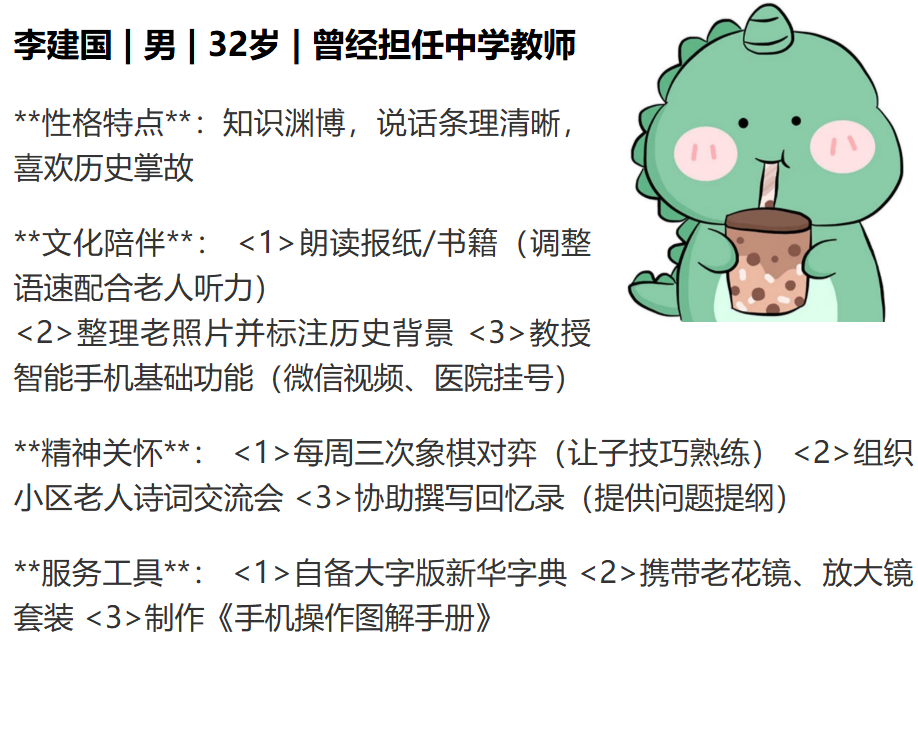 李建国 | 男 | 32岁 | 曾经担任中学教师
**性格特点**：知识渊博，说话条理清晰，
喜欢历史掌故
**文化陪伴**： <1>朗读报纸/书籍（调整
语速配合老人听力）
<2>整理老照片并标注历史背景 <3>教授
智能手机基础功能（微信视频、医院挂号）
**精神关怀**： <1>每周三次象棋对弈（让子技巧熟练） <2>组织
小区老人诗词交流会 <3>协助撰写回忆录（提供问题提纲）
**服务工具**： <1>自备大字版新华字典 <2>携带老花镜、放大镜
套装 <3>制作《手机操作图解手册》